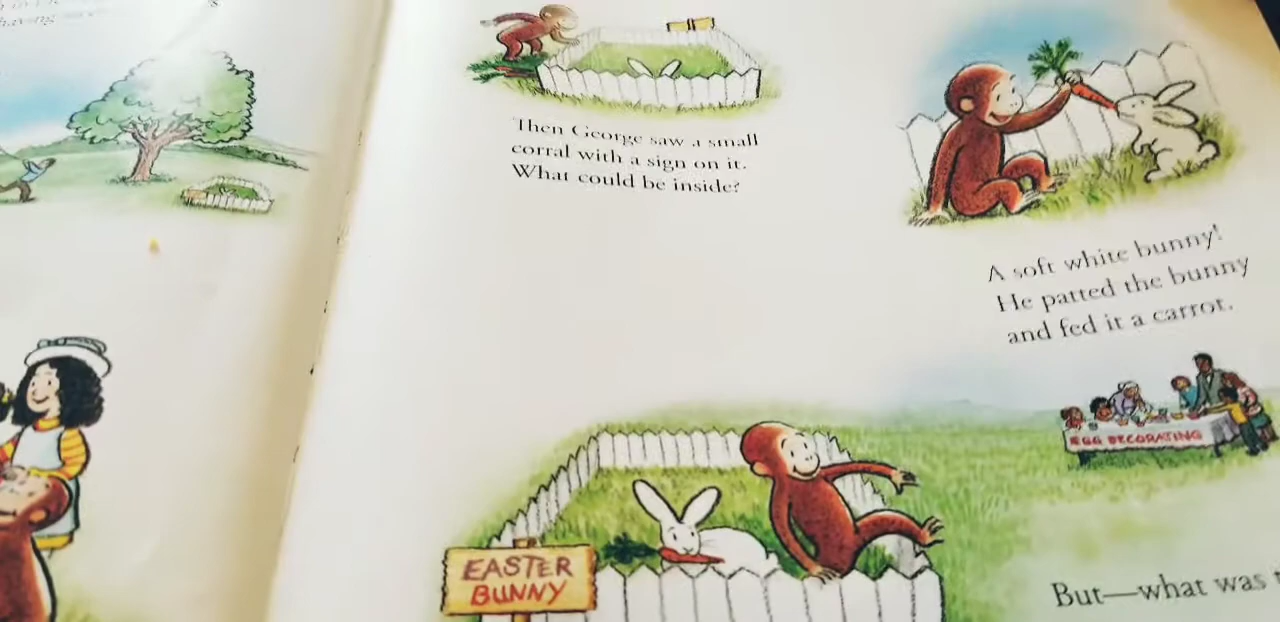 Then George saw a small
corral with a sign on it.
What could be inside?
A soft white bunny!
He patted the bunny
and fed it a carrot.
EGG DECORATING
EASTER
BUNNY
But—what was